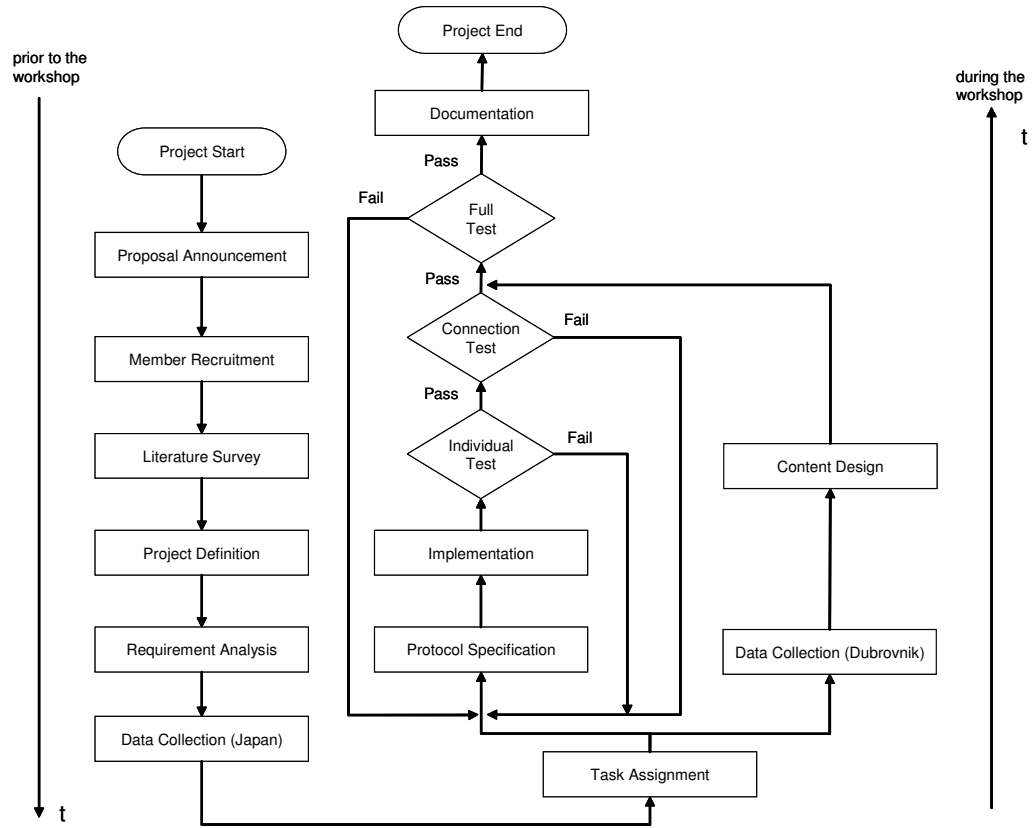 prior to the
workshop
t
Project Start
Proposal Announcement
Member Recruitment
Literature Survey
Project Definition
Requirement Analysis
Data Collection (Japan)
Project End
Documentation
Pass
Fail
Full
Test
Pass
Connection
Test
Fail
Pass
Individual
Test
Fail
Implementation
Protocol Specification
Task Assignment
Content Design
Data Collection (Dubrovnik)
during the
workshop
t